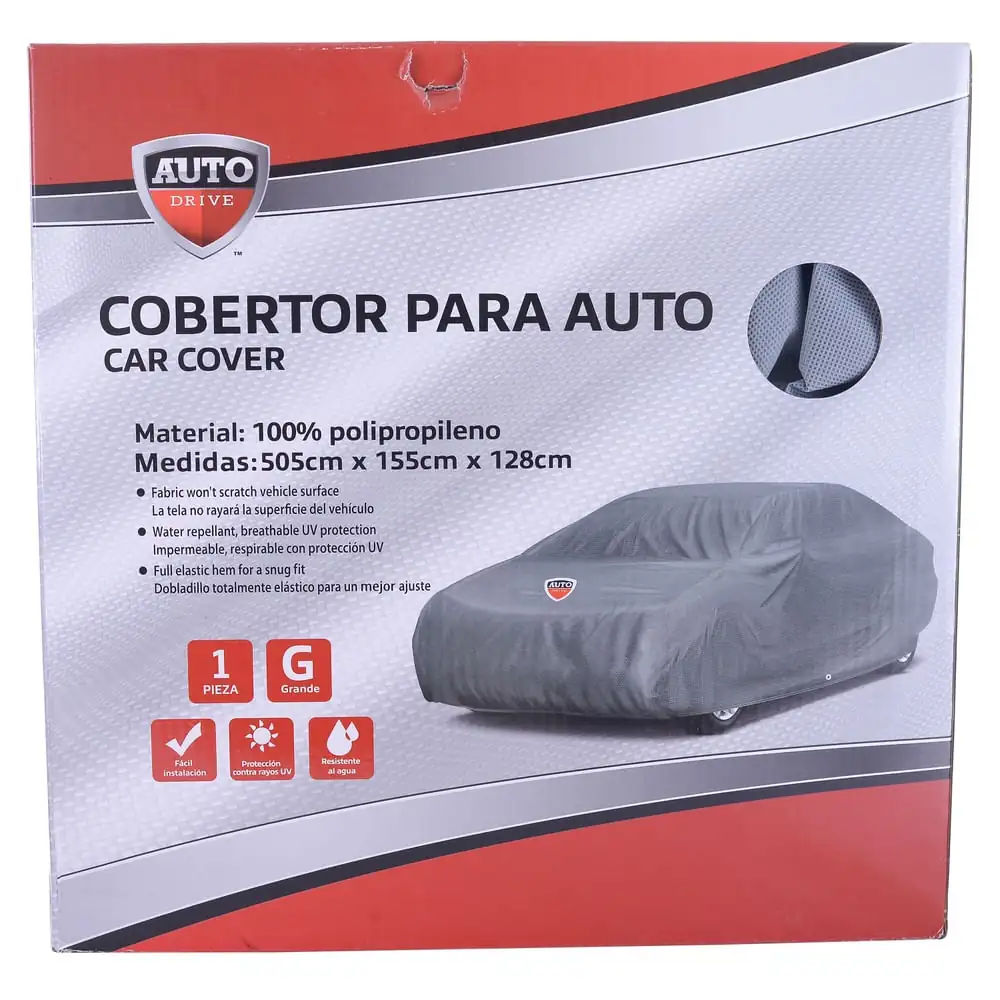 AUTO
DRIVE
™
COBERTOR PARA AUTO
CAR COVER
Material: 100% polipropileno
Medidas:505cm x 155cm x 128cm
• Fabric won't scratch vehicle surface
La tela no rayará la superficie del vehículo
• Water repellant, breathable UV protection
Impermeable, respirable con protección UV
• Full elastic hem for a snug fit
Dobladillo totalmente elástico para un mejor ajuste
AUTO
DRIVE
1
PIEZA
G
Grande
Fácil
instalación
Protección
contra rayos UV
Resistente
al agua